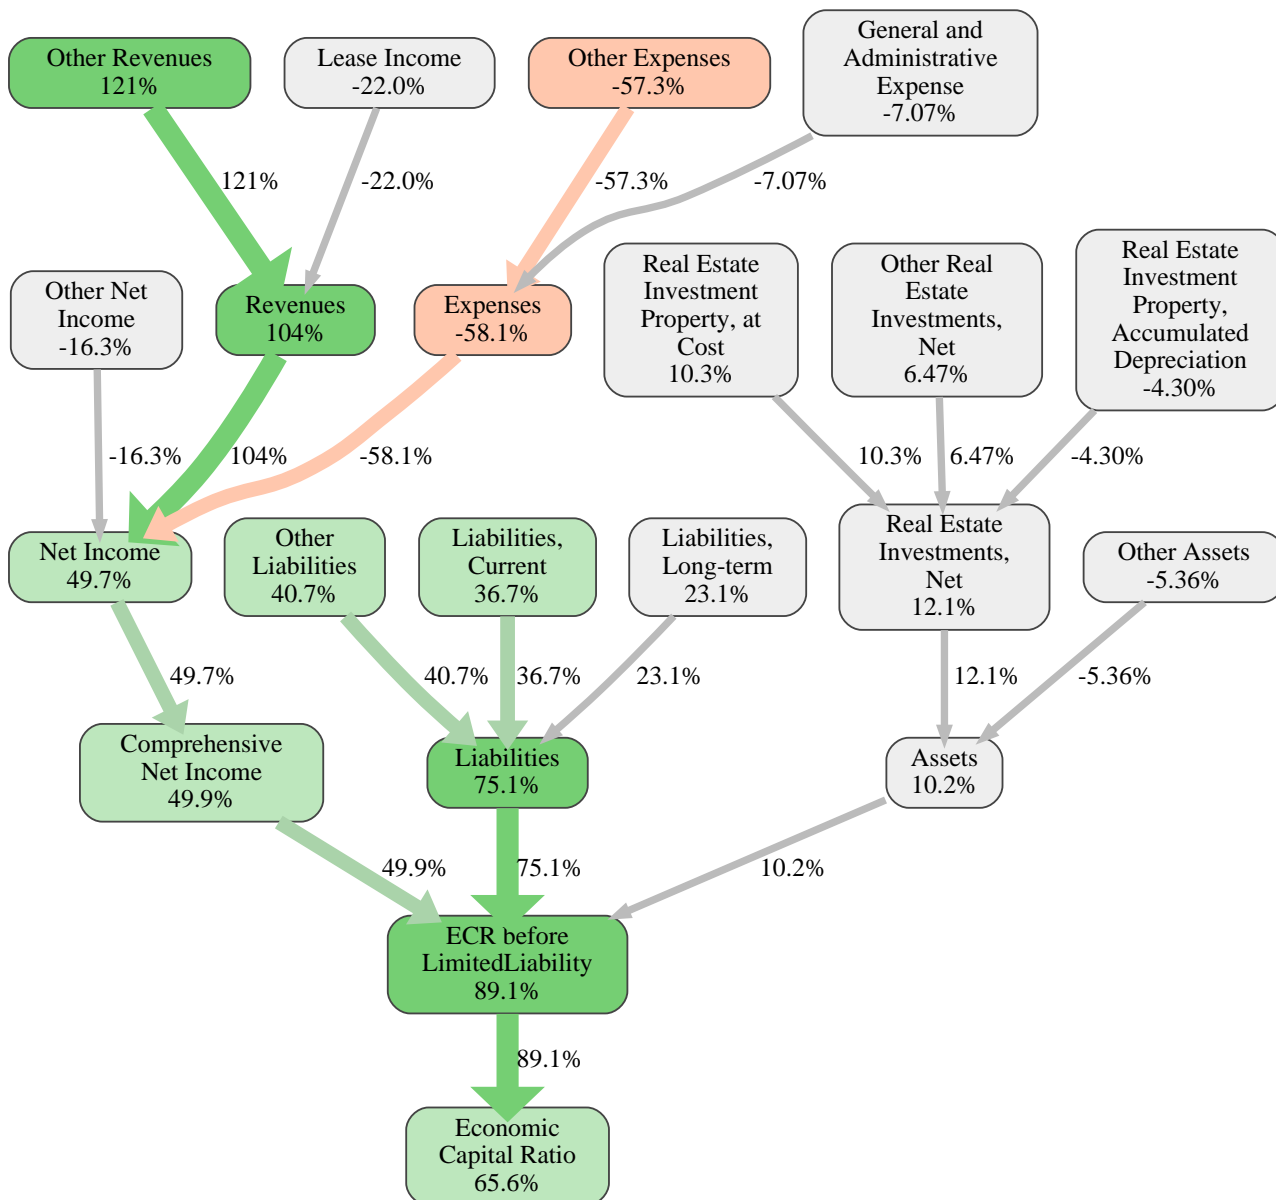 Other Revenues
121%
Lease Income
-22.0%
Other Expenses
-57.3%
General and
Administrative
Expense
-7.07%
121%
-22.0%
-57.3%
-7.07%
Other Net
Income
-16.3%
Revenues
104%
Expenses
-58.1%
Real Estate
Investment
Property, at
Cost
10.3%
Other Real
Estate
Investments,
Net
6.47%
Real Estate
Investment
Property,
Accumulated
Depreciation
-4.30%
-16.3%
104%
-58.1%
10.3%
6.47%
-4.30%
Net Income
49.7%
Other
Liabilities
40.7%
Liabilities,
Current
36.7%
Liabilities,
Long-term
23.1%
Real Estate
Investments,
Net
12.1%
Other Assets
-5.36%
49.7%
40.7%
36.7%
23.1%
12.1%
-5.36%
Comprehensive
Net Income
49.9%
Liabilities
75.1%
Assets
10.2%
49.9%
75.1%
10.2%
ECR before
LimitedLiability
89.1%
89.1%
Economic
Capital Ratio
65.6%